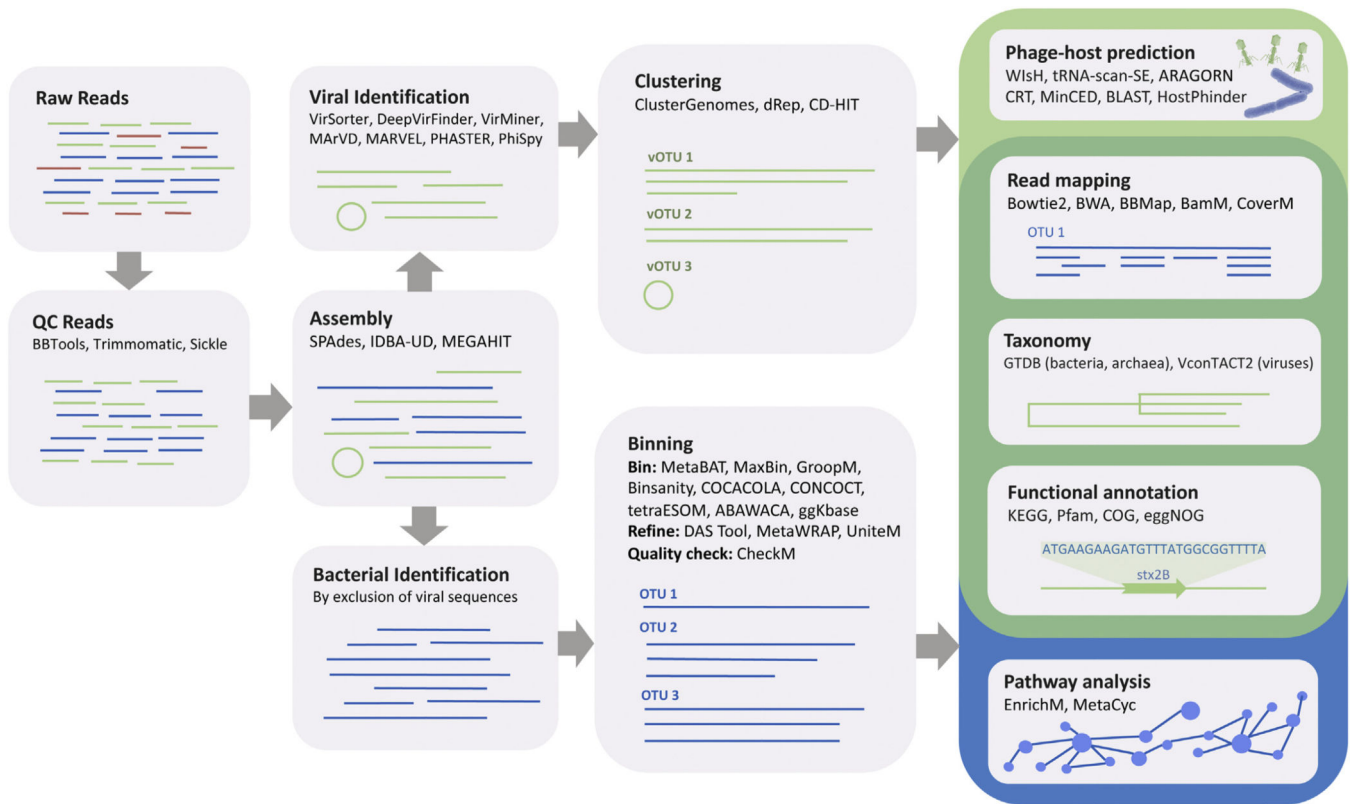 Raw Reads
QC Reads
BBTools, Trimmomatic, Sickle
Viral Identification
VirSorter, DeepVirFinder, VirMiner,
MArVD, MARVEL, PHASTER, PhiSpy
Assembly
SPAdes, IDBA-UD, MEGAHIT
Bacterial Identification
By exclusion of viral sequences
Clustering
ClusterGenomes, dRep, CD-HIT
vOTU 1
vOTU 2
vOTU 3
Binning
Bin: MetaBAT, MaxBin, GroopM,
Binsanity, COCACOLA, CONCOCT,
tetraESOM, ABAWACA, ggKbase
Refine: DAS Tool, MetaWRAP, UniteM
Quality check: CheckM
OTU 1
OTU 2
OTU 3
Phage-host prediction
WIsH, tRNA-scan-SE, ARAGORN
CRT, MinCED, BLAST, HostPhinder
Read mapping
Bowtie2, BWA, BBMap, BamM, CoverM
OTU 1
Taxonomy
GTDB (bacteria, archaea), VconTACT2 (viruses)
Functional annotation
KEGG, Pfam, COG, eggNOG
ATGAAGAAGATGTTTATGGCGGTTTTA
stx2B
Pathway analysis
EnrichM, MetaCyc